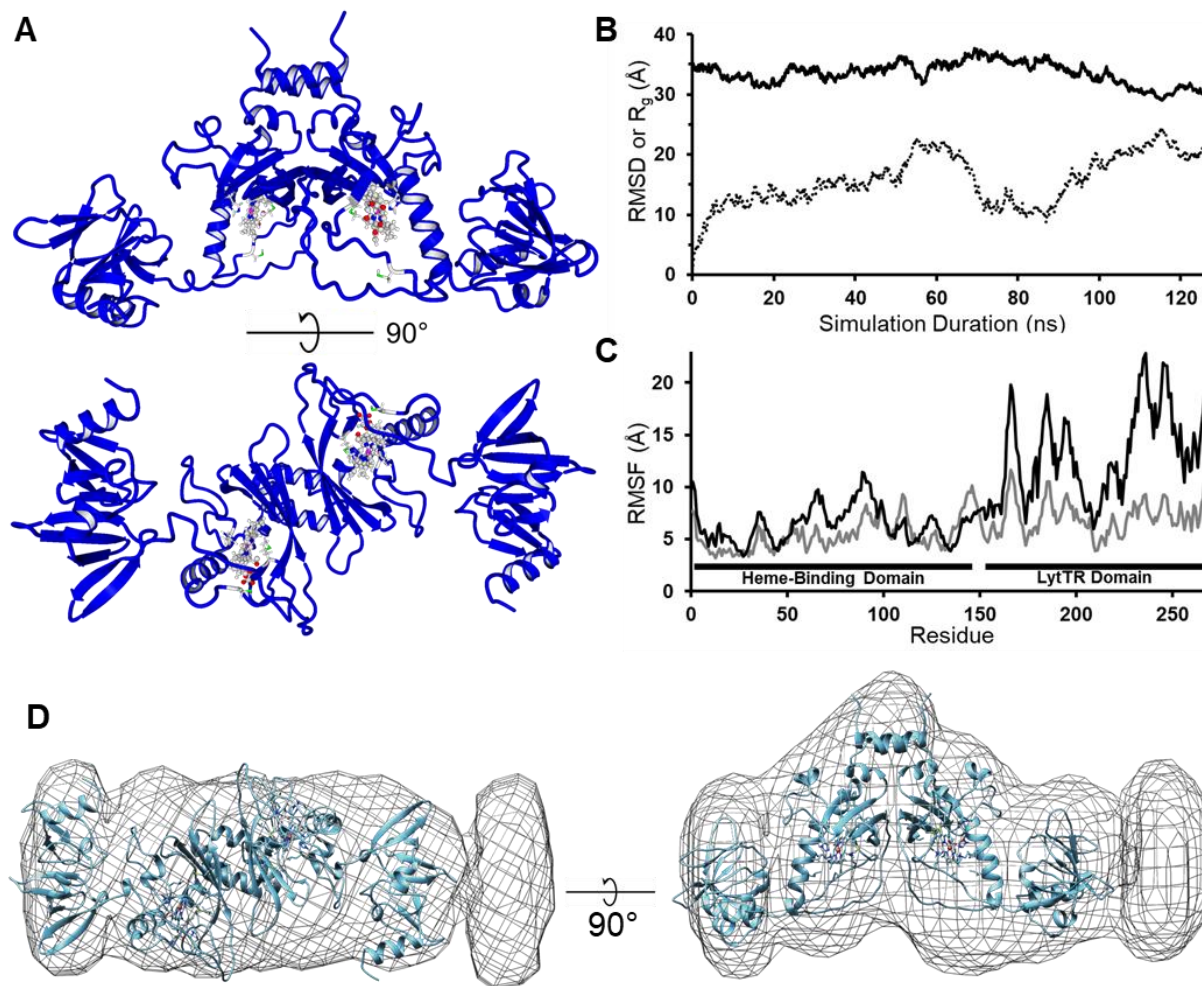 A
90°
B
40
30
20
10
0
RMSD or Rg (Å)
0 20 40 60 80 100 120
Simulation Duration (ns)
C
20
15
10
5
0
RMSF (Å)
Heme-Binding Domain LytTR Domain
0 50 100 150 200 250
Residue
D
90°